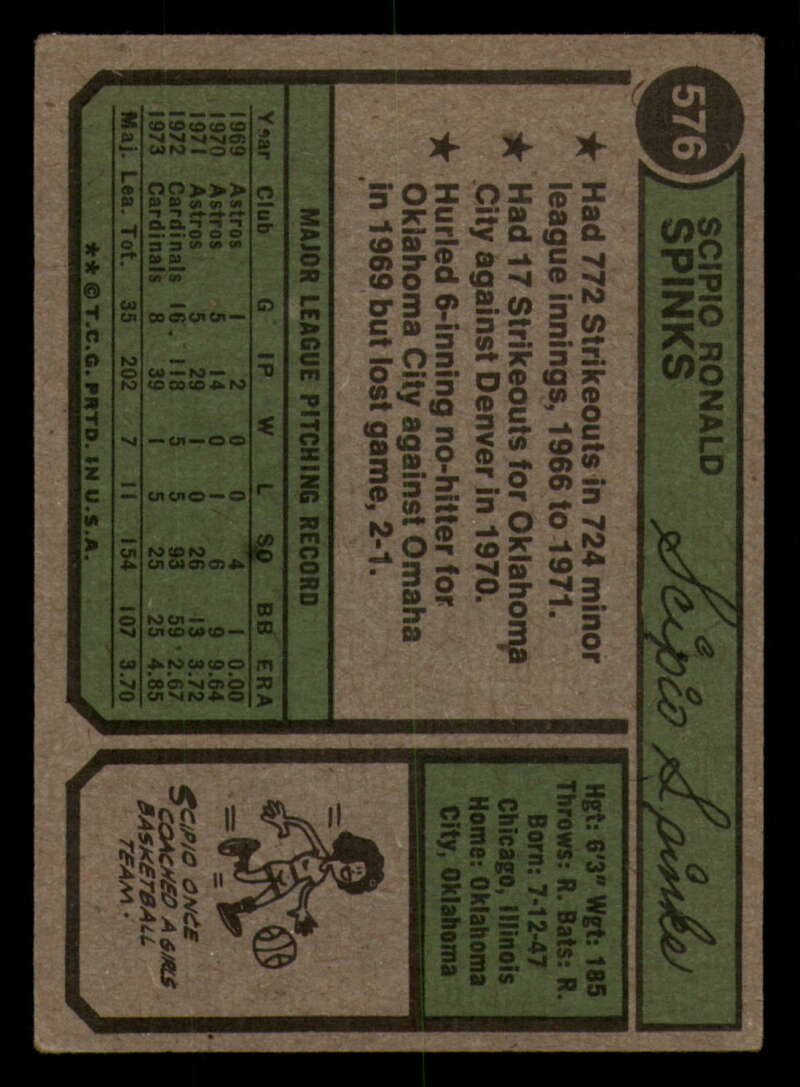 576
SCIPIO RONALD
SPINKS
Scipio Spinks
★ Had 772 Strikeouts in 724 minor
league innings, 1966 to 1971.
★ Had 17 Strikeouts for Oklahoma
City against Denver in 1970.
★ Hurled 6-inning no-hitter for
Oklahoma City against Omaha
in 1969 but lost game, 2-1.
Hgt: 6'3" Wgt: 185
Throws: R. Bats: R.
Born: 7-12-47
Chicago, Illinois
Home: Oklahoma
City, Oklahoma
MAJOR LEAGUE PITCHING RECORD
Year Club G IP W L SO BB ERA
1969 Astros 1 2 0 0 4 1 0.00
1970 Astros 5 14 0 1 6 9 9.64
1971 Astros 5 29 1 0 26 13 3.72
1972 Cardinals 16 118 5 5 93 59 2.67
1973 Cardinals 8 39 1 5 25 25 4.85
Maj. Lea. Tot. 35 202 7 11 154 107 3.70
**©T.C.G. PRTD. IN U.S.A.
SCIPIO ONCE
COACHED A GIRLS
BASKETBALL
TEAM.